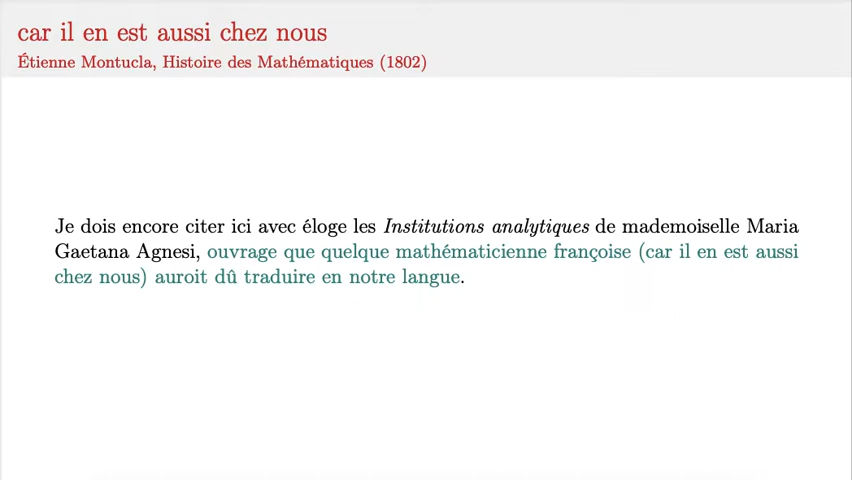 car il en est aussi chez nous
Étienne Montucla, Histoire des Mathématiques (1802)
Je dois encore citer ici avec éloge les Institutions analytiques de mademoiselle Maria
Gaetana Agnesi, ouvrage que quelque mathématicienne françoise (car il en est aussi
chez nous) auroit dû traduire en notre langue.